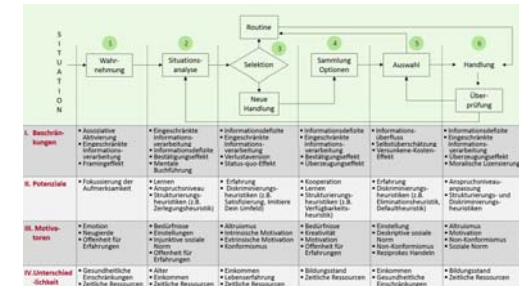 SITUATION
Routine
1
2
3
4
5
6
Wahr-
nehmung
Situations-
analyse
Selektion
Sammlung
Optionen
Auswahl
Handlung
Neue
Handlung
Über-
prüfung
I. Beschrän-
kungen
• Assoziative
Aktivierung
• Eingeschränkte
Informations-
verarbeitung
• Framingeffekt
• Eingeschränkte
Informations-
verarbeitung
• Informationsdefizite
• Bestätigungseffekt
• Mentale
Buchführung
• Informationsdefizite
• Eingeschränkte
Informations-
verarbeitung
• Verlustaversion
• Status-quo Effekt
• Informationsdefizite
• Eingeschränkte
Informations-
verarbeitung
• Bestätigungseffekt
• Überzeugungseffekt
• Informations-
überfluss
• Selbstüberschätzung
• Versunkene-Kosten-
Effekt
• Informationsdefizite
• Eingeschränkte
Informations-
verarbeitung
• Überzeugungseffekt
• Moralische Lizensierung
II. Potenziale
• Fokussierung der
Aufmerksamkeit
• Lernen
• Anspruchsniveau
• Strukturierungs-
heuristiken (z.B.
Zerlegungsheuristik)
• Erfahrung
• Diskriminierungs-
heuristiken (z.B.
Satisfizierung, Imitiere
Dein Umfeld)
• Kooperation
• Lernen
• Strukturierungs-
heuristiken (z.B.
Verfügbarkeits-
heuristik)
• Erfahrung
• Diskriminierungs-
heuristiken (z.B.
Eliminationsheuristik,
Defaultheuristik)
• Anspruchsniveau-
anpassung
• Strukturierungs- und
Diskriminierungs-
heuristiken
III. Motiva-
toren
• Emotion
• Neugierde
• Offenheit für
Erfahrungen
• Bedürfnisse
• Einstellungen
• Injunktive soziale
Norm
• Offenheit für
Erfahrungen
• Altruismus
• Intrinsische Motivation
• Extrinsische Motivation
• Konformismus
• Bedürfnisse
• Kreativität
• Motivation
• Offenheit für
Erfahrungen
• Einstellung
• Deskriptive soziale
Norm
• Non-Konformismus
• Reziprokes Handeln
• Altruismus
• Motivation
• Non-Konformismus
• Soziale Norm
IV.Unterschied
-lichkeit
• Gesundheitliche
Einschränkungen
• Zeitliche Ressourcen
• Alter
• Einkommen
• Zeitliche Ressourcen
• Einkommen
• Lebenserfahrung
• Zeitliche Ressourcen
• Bildungsstand
• Zeitliche Ressourcen
• Einkommen
• Gesundheitliche
Einschränkungen
• Bildungsstand
• Zeitliche Ressourcen